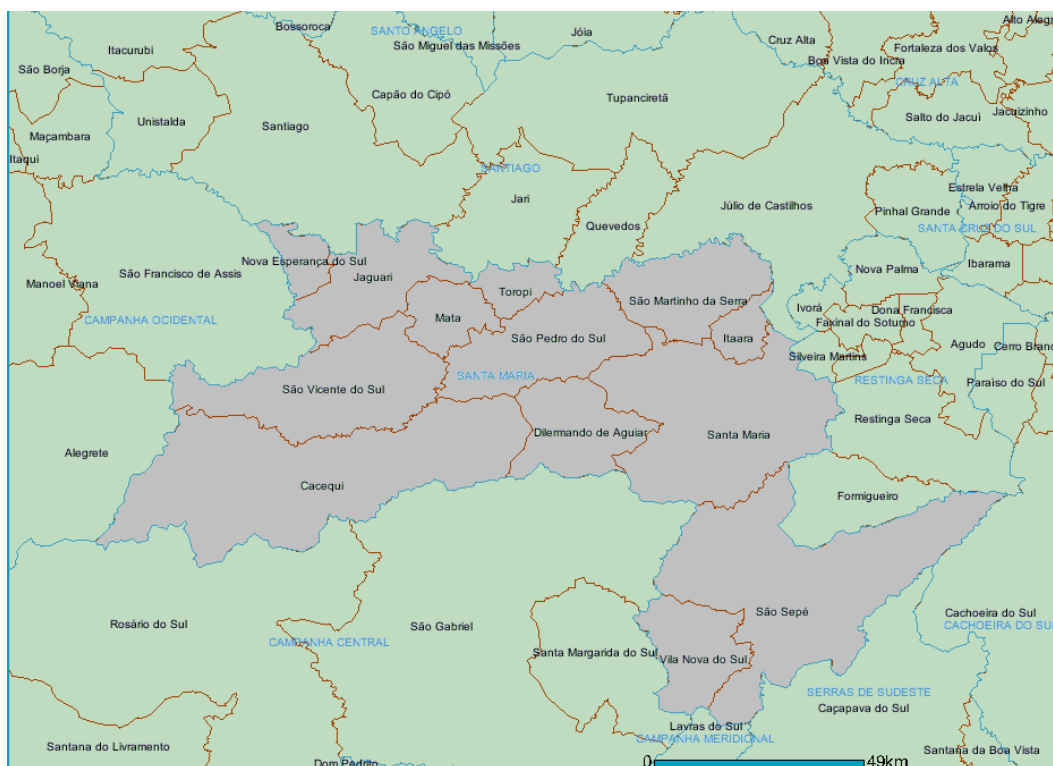 Alto Alegre
Bossoroca
SANTO ANGELO
Jóia
Cruz Alta
São Miguel das Missões
Itacurubi
Fortaleza dos Valos
Boa Vista do Incra
São Borja
CRUZ ALTA
Capão do Cipó
Tupanciretã
Jacuizinho
Salto do Jacuí
Unistalda
Santiago
Maçambara
Itaqui
SANTIAGO
Estrela Velha
Jari
Júlio de Castilhos
Arroio do Tigre
Pinhal Grande
Quevedos
SANTA CRUZ DO SUL
Nova Esperança do Sul
Ibarama
São Francisco de Assis
Jaguari
Nova Palma
Manoel Viana
Toropi
São Martinho da Serra
Ivorá
Dona Francisca
CAMPANHA OCIDENTAL
Mata
Faxinal do Soturno
São Pedro do Sul
Itaara
Agudo
Cerro Branc
Silveira Martins
SANTA MARIA
RESTINGA SECA
Paraíso do Sul
São Vicente do Sul
Restinga Seca
Dilermando de Aguiar
Santa Maria
Alegrete
Cacequi
Formigueiro
São Sepé
Cachoeira do Sul
Rosário do Sul
São Gabriel
CACHOEIRA DO SUL
CAMPANHA CENTRAL
Santa Margarida do Sul
Vila Nova do Sul
SERRAS DE SUDESTE
Caçapava do Sul
Lavras do Sul
CAMPANHA MERIDIONAL
Santana do Livramento
Santana da Boa Vista
Dom Pedrito
0 49km